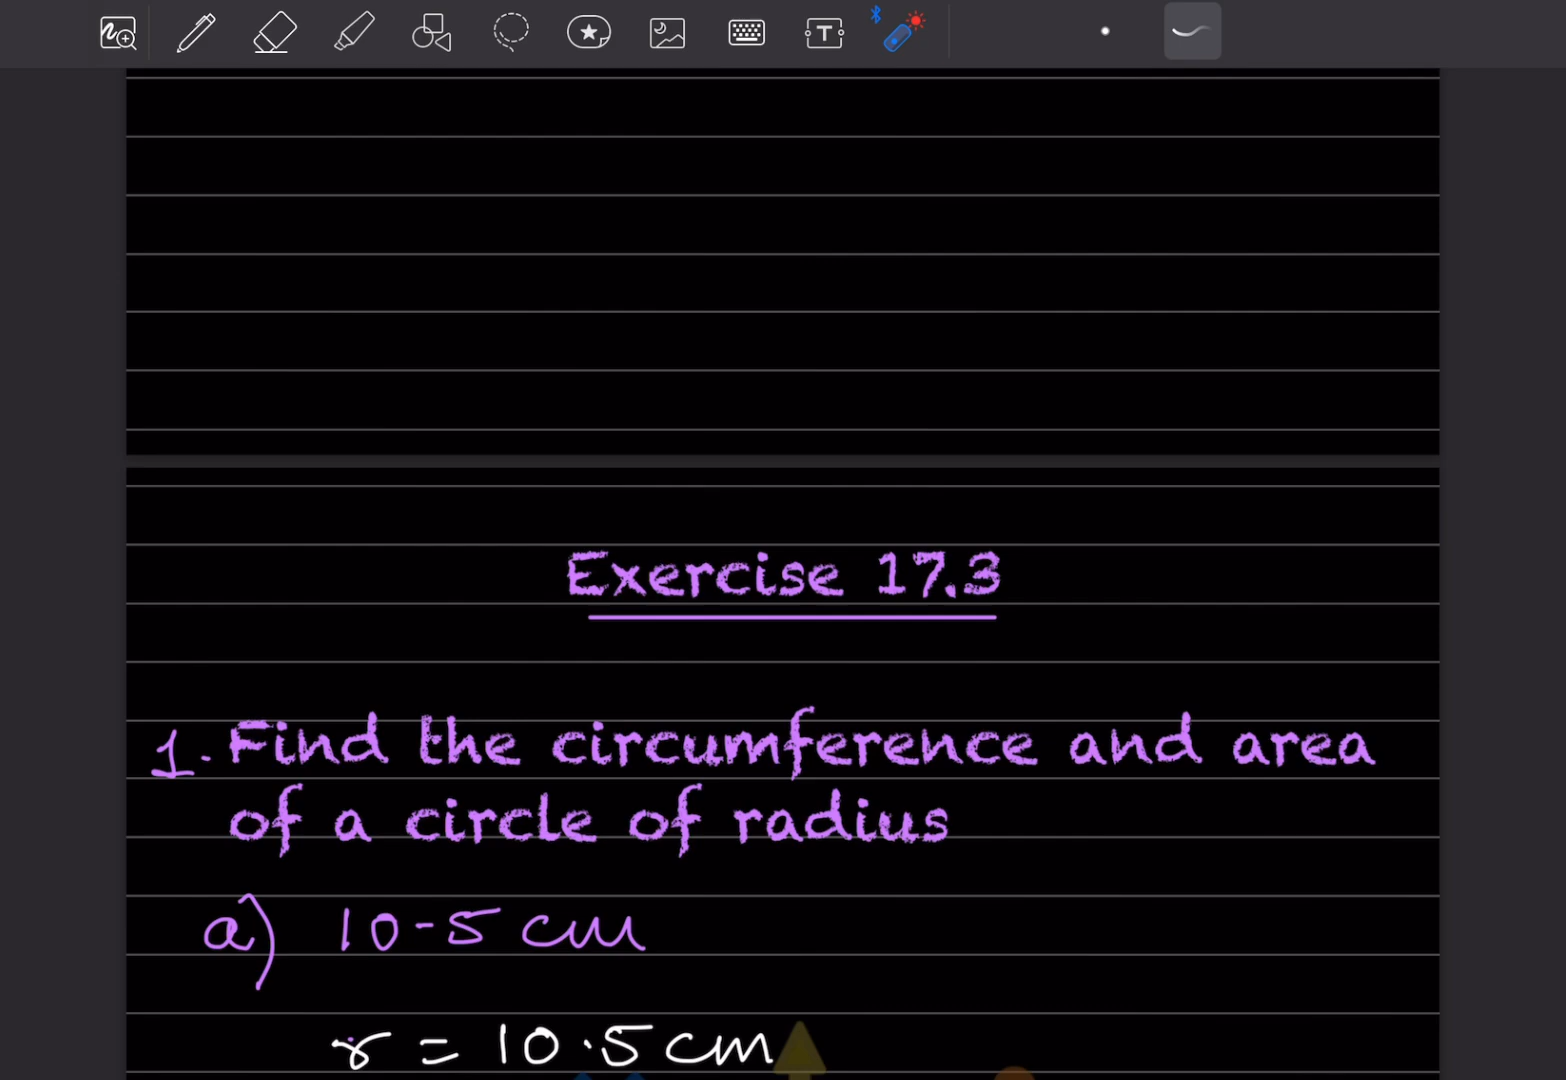 Exercise 17.3
1. Find the circumference and area
of a circle of radius
a) 10-5 cm
r = 10.5 cm